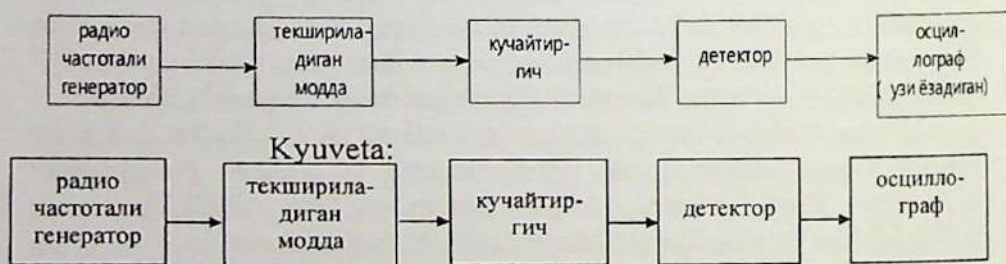 радио
частотали
генератор
текширила-
диган
модда
кучайтир-
гич
детектор
осцил-
лограф
( узи ёзадиган)
Kyuveta:
радио
частотали
генератор
текширила-
диган
модда
кучайтир-
гич
детектор
осцилло-
граф